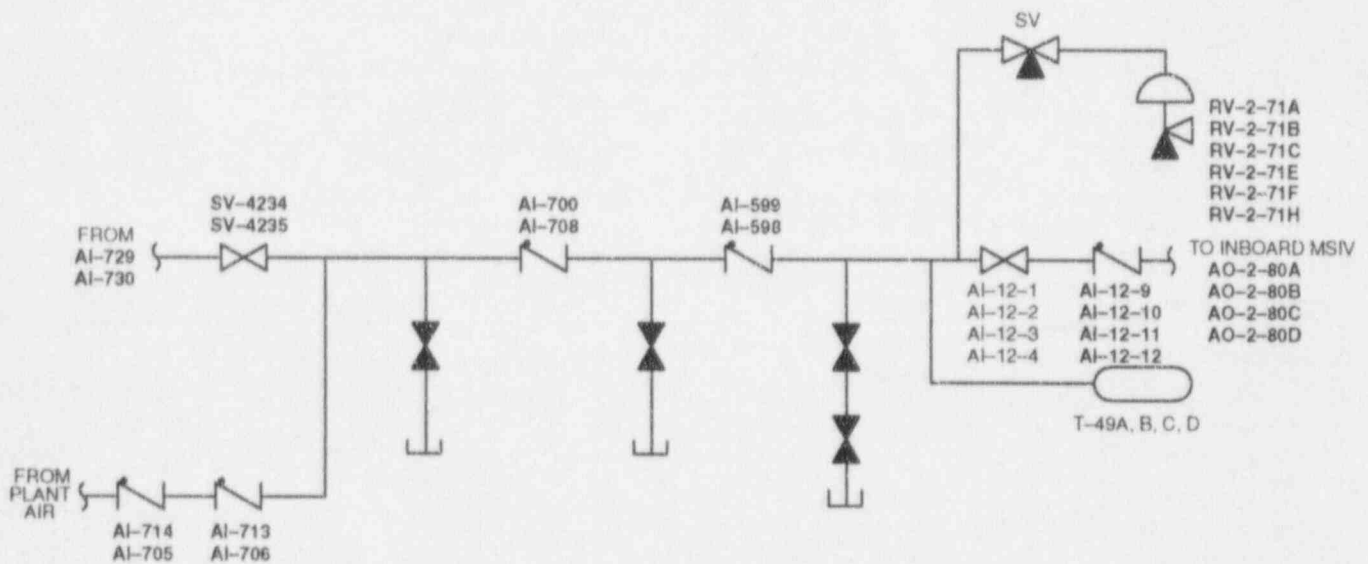 SV
RV-2-71A
RV-2-71B
RV-2-71C
RV-2-71E
RV-2-71F
RV-2-71H
SV-4234
SV-4235
FROM
AI-729
AI-730
AI-700
AI-708
AI-599
AI-598
TO INBOARD MSIV
AO-2-80A
AO-2-80B
AO-2-80C
AO-2-80D
AI-12-1
AI-12-2
AI-12-3
AI-12-4
AI-12-9
AI-12-10
AI-12-11
AI-12-12
T-49A, B, C, D
FROM
PLANT
AIR
AI-714
AI-705
AI-713
AI-706